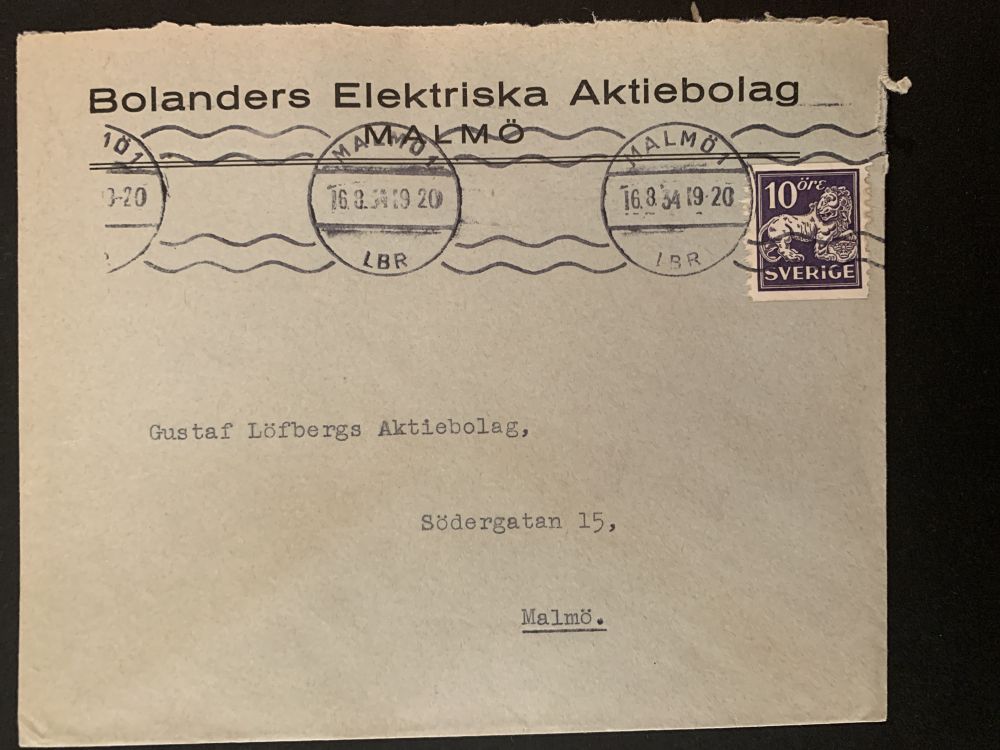 Bolanders Elektriska Aktiebolag
MALMÖ
MALMÖ 1
16.8.34 19-20
LBR
MALMÖ 1
16.8.34 19-20
LBR
10 öre
SVERIGE
Gustaf Löfbergs Aktiebolag,
Södergatan 15,
Malmö.